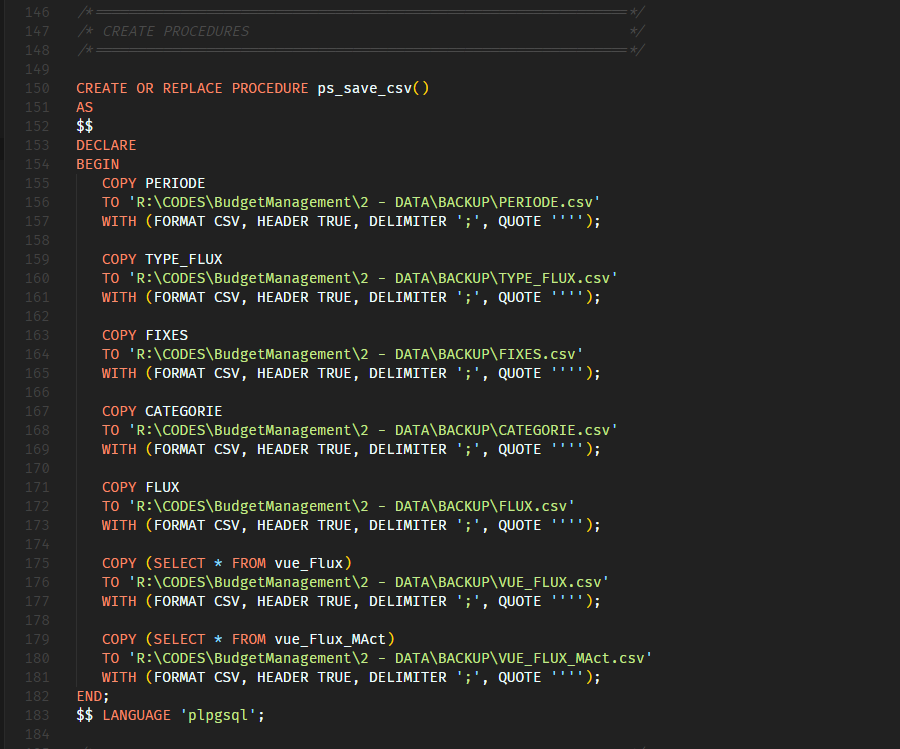 146 /*==============================================================*/
147 /* CREATE PROCEDURES */
148 /*==============================================================*/
149
150 CREATE OR REPLACE PROCEDURE ps_save_csv()
151 AS
152 $$
153 DECLARE
154 BEGIN
155 COPY PERIODE
156 TO 'R:\CODES\BudgetManagement\2 - DATA\BACKUP\PERIODE.csv'
157 WITH (FORMAT CSV, HEADER TRUE, DELIMITER ';', QUOTE '''');
158
159 COPY TYPE_FLUX
160 TO 'R:\CODES\BudgetManagement\2 - DATA\BACKUP\TYPE_FLUX.csv'
161 WITH (FORMAT CSV, HEADER TRUE, DELIMITER ';', QUOTE '''');
162
163 COPY FIXES
164 TO 'R:\CODES\BudgetManagement\2 - DATA\BACKUP\FIXES.csv'
165 WITH (FORMAT CSV, HEADER TRUE, DELIMITER ';', QUOTE '''');
166
167 COPY CATEGORIE
168 TO 'R:\CODES\BudgetManagement\2 - DATA\BACKUP\CATEGORIE.csv'
169 WITH (FORMAT CSV, HEADER TRUE, DELIMITER ';', QUOTE '''');
170
171 COPY FLUX
172 TO 'R:\CODES\BudgetManagement\2 - DATA\BACKUP\FLUX.csv'
173 WITH (FORMAT CSV, HEADER TRUE, DELIMITER ';', QUOTE '''');
174
175 COPY (SELECT * FROM vue_Flux)
176 TO 'R:\CODES\BudgetManagement\2 - DATA\BACKUP\VUE_FLUX.csv'
177 WITH (FORMAT CSV, HEADER TRUE, DELIMITER ';', QUOTE '''');
178
179 COPY (SELECT * FROM vue_Flux_MAct)
180 TO 'R:\CODES\BudgetManagement\2 - DATA\BACKUP\VUE_FLUX_MAct.csv'
181 WITH (FORMAT CSV, HEADER TRUE, DELIMITER ';', QUOTE '''');
182 END;
183 $$ LANGUAGE 'plpgsql';
184